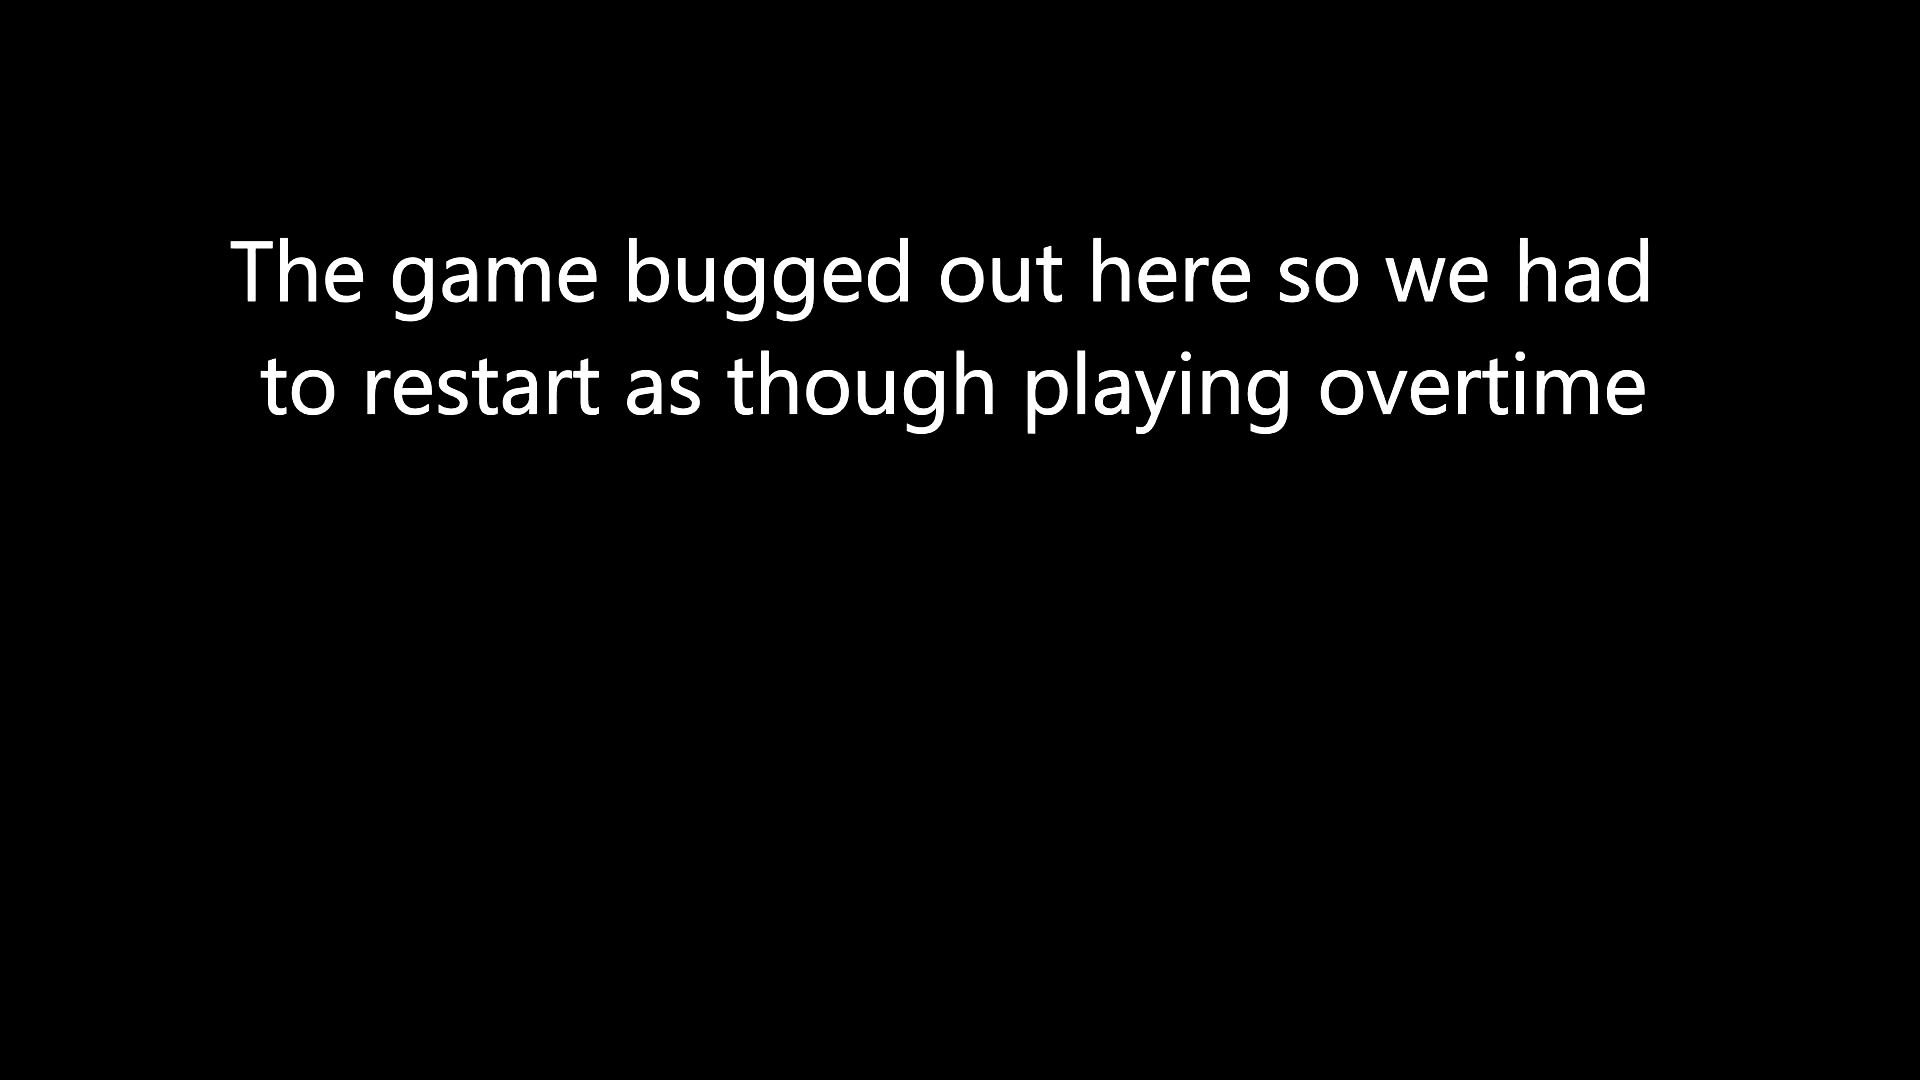 The game bugged out here so we had
to restart as though playing overtime